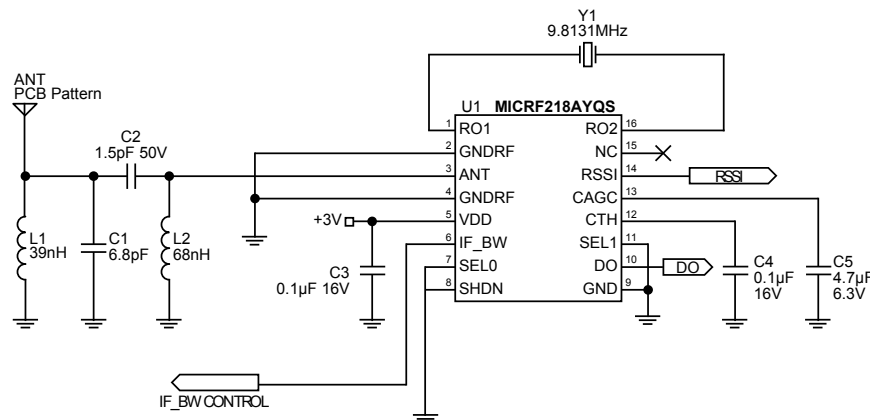 Y1
9.8131MHz
ANT
PCB Pattern
U1 MICRF218AYQS
C2
1.5pF 50V
1 RO1 RO2 16
2 GNDRF NC 15
3 ANT RSSI 14 RSSI
4 GNDRF CAGC 13
+3V 5 VDD CTH 12
6 IF_BW SEL1 11
7 SEL0 DO 10 DO
8 SHDN GND 9
L1
39nH
C1
6.8pF
L2
68nH
C3
0.1µF 16V
C4
0.1µF
16V
C5
4.7µF
6.3V
IF_BW CONTROL